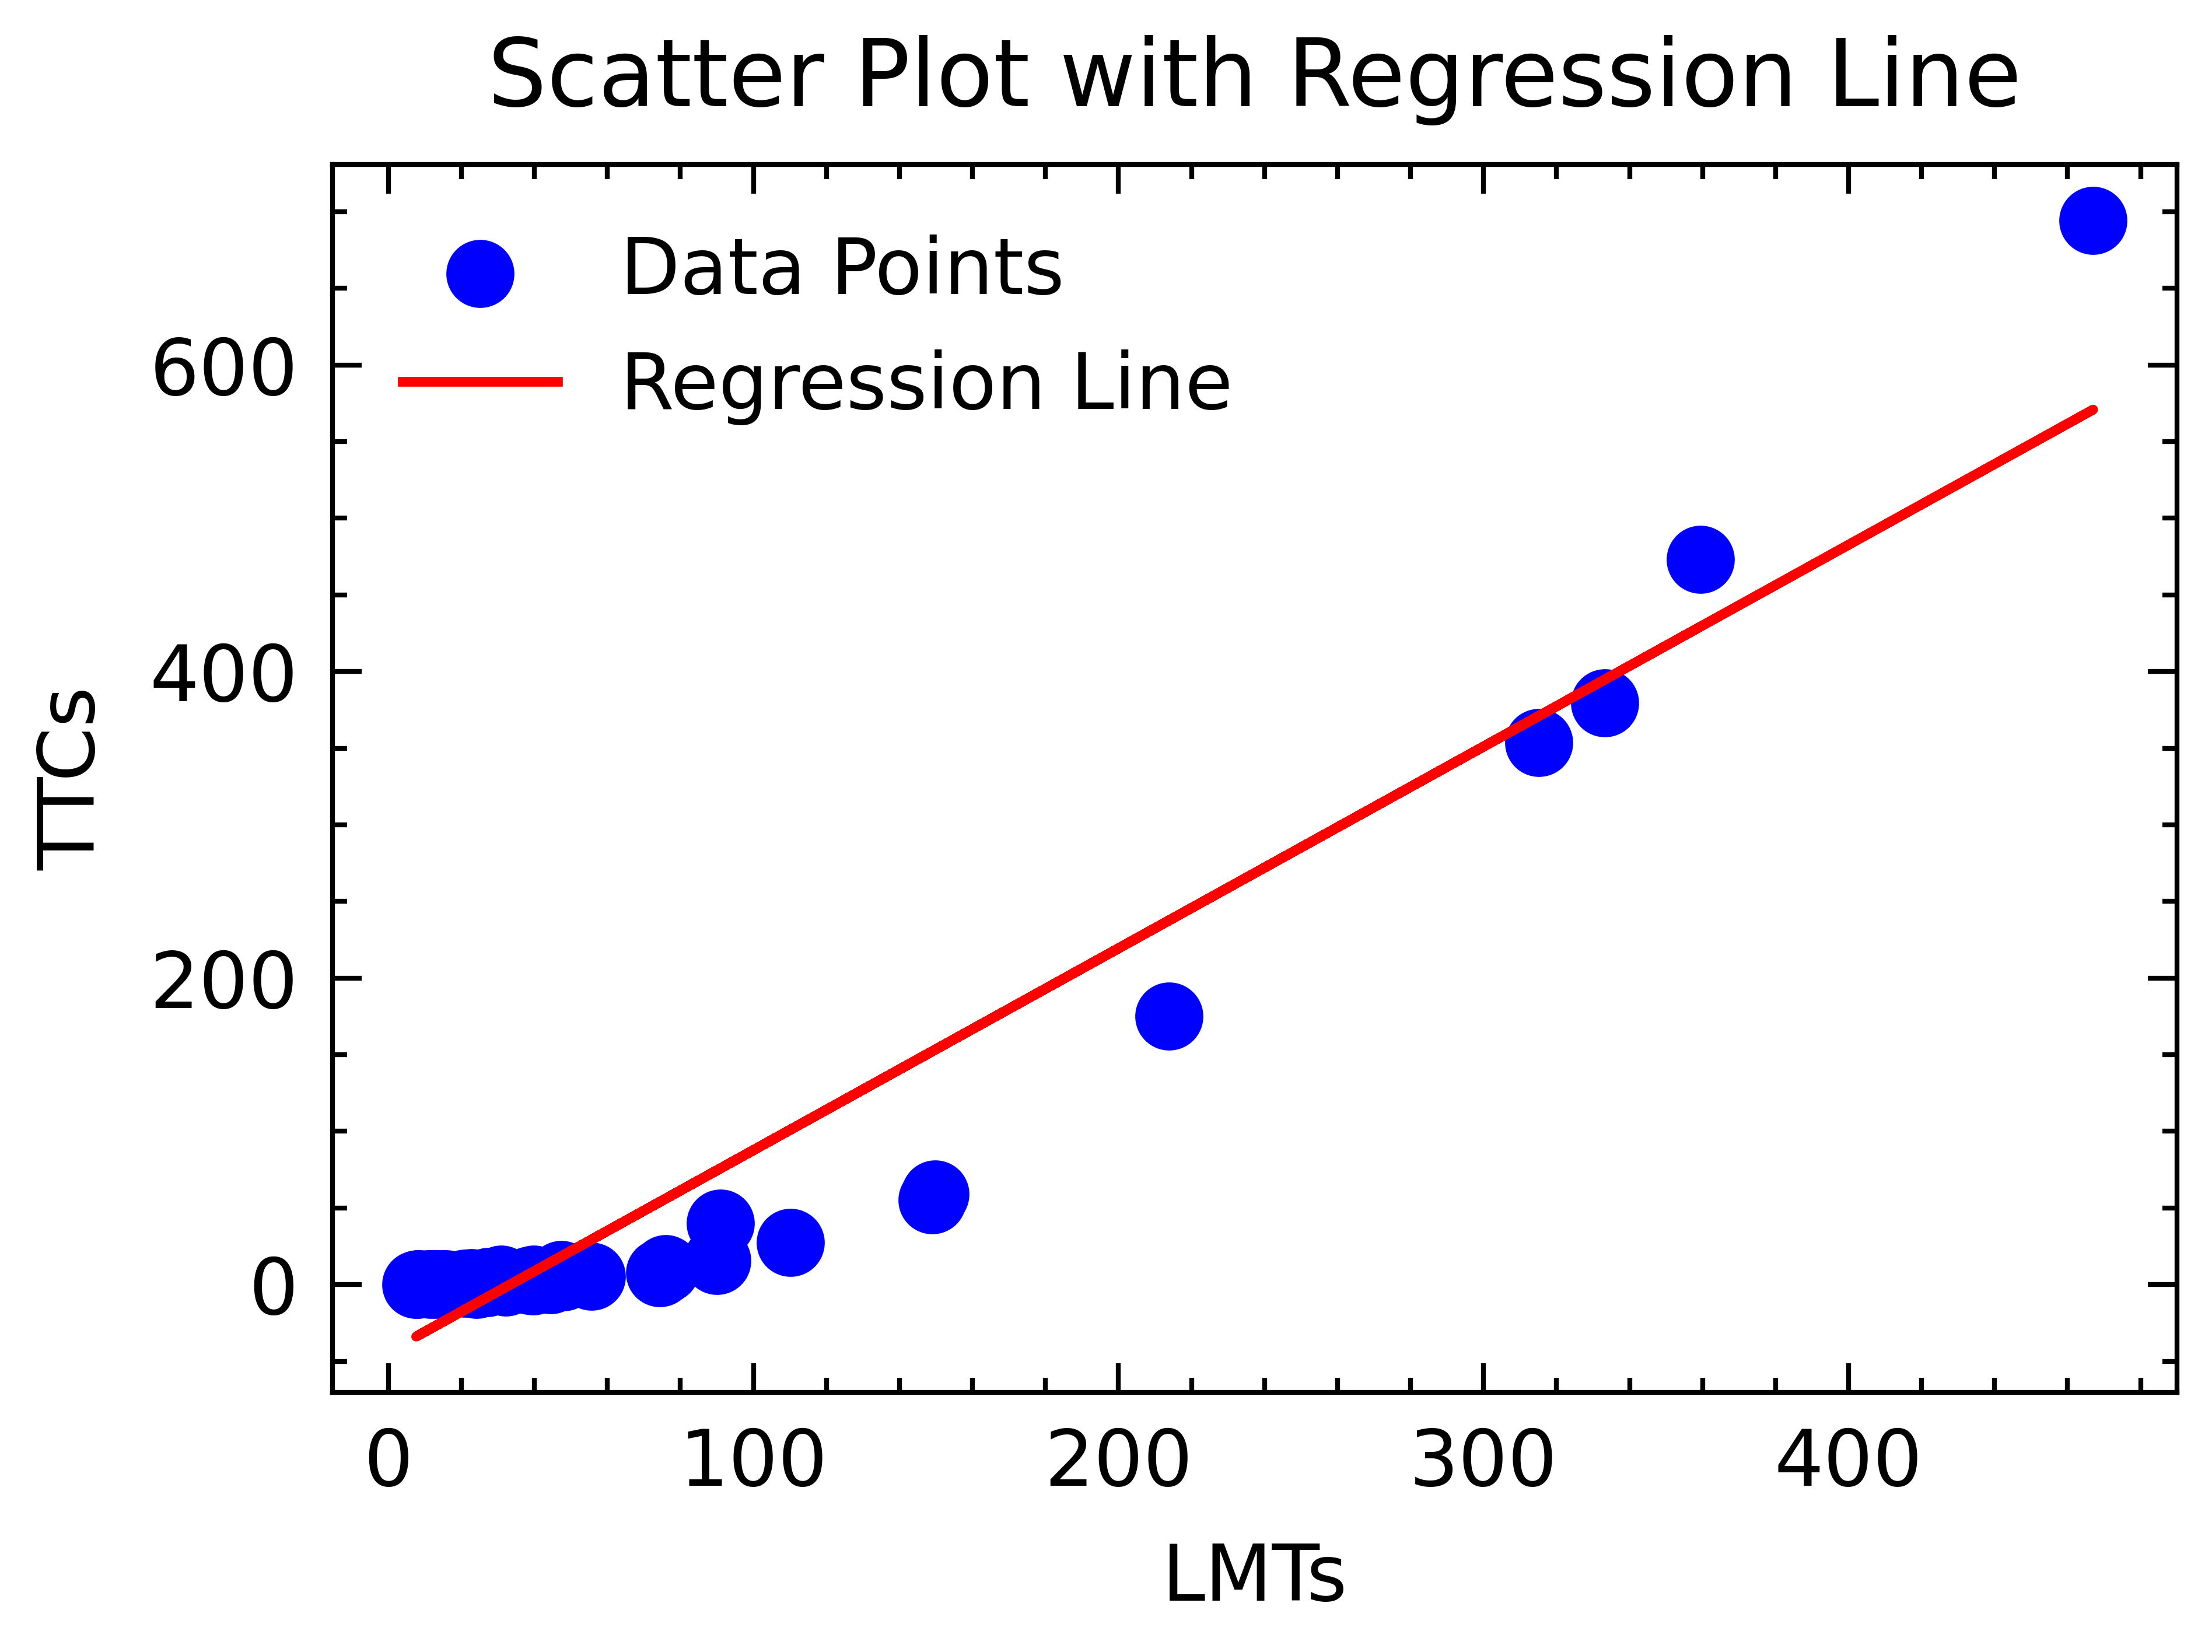 Scatter Plot with Regression Line
Data Points
Regression Line
TTCs
600
400
200
0
0 100 200 300 400
LMTs